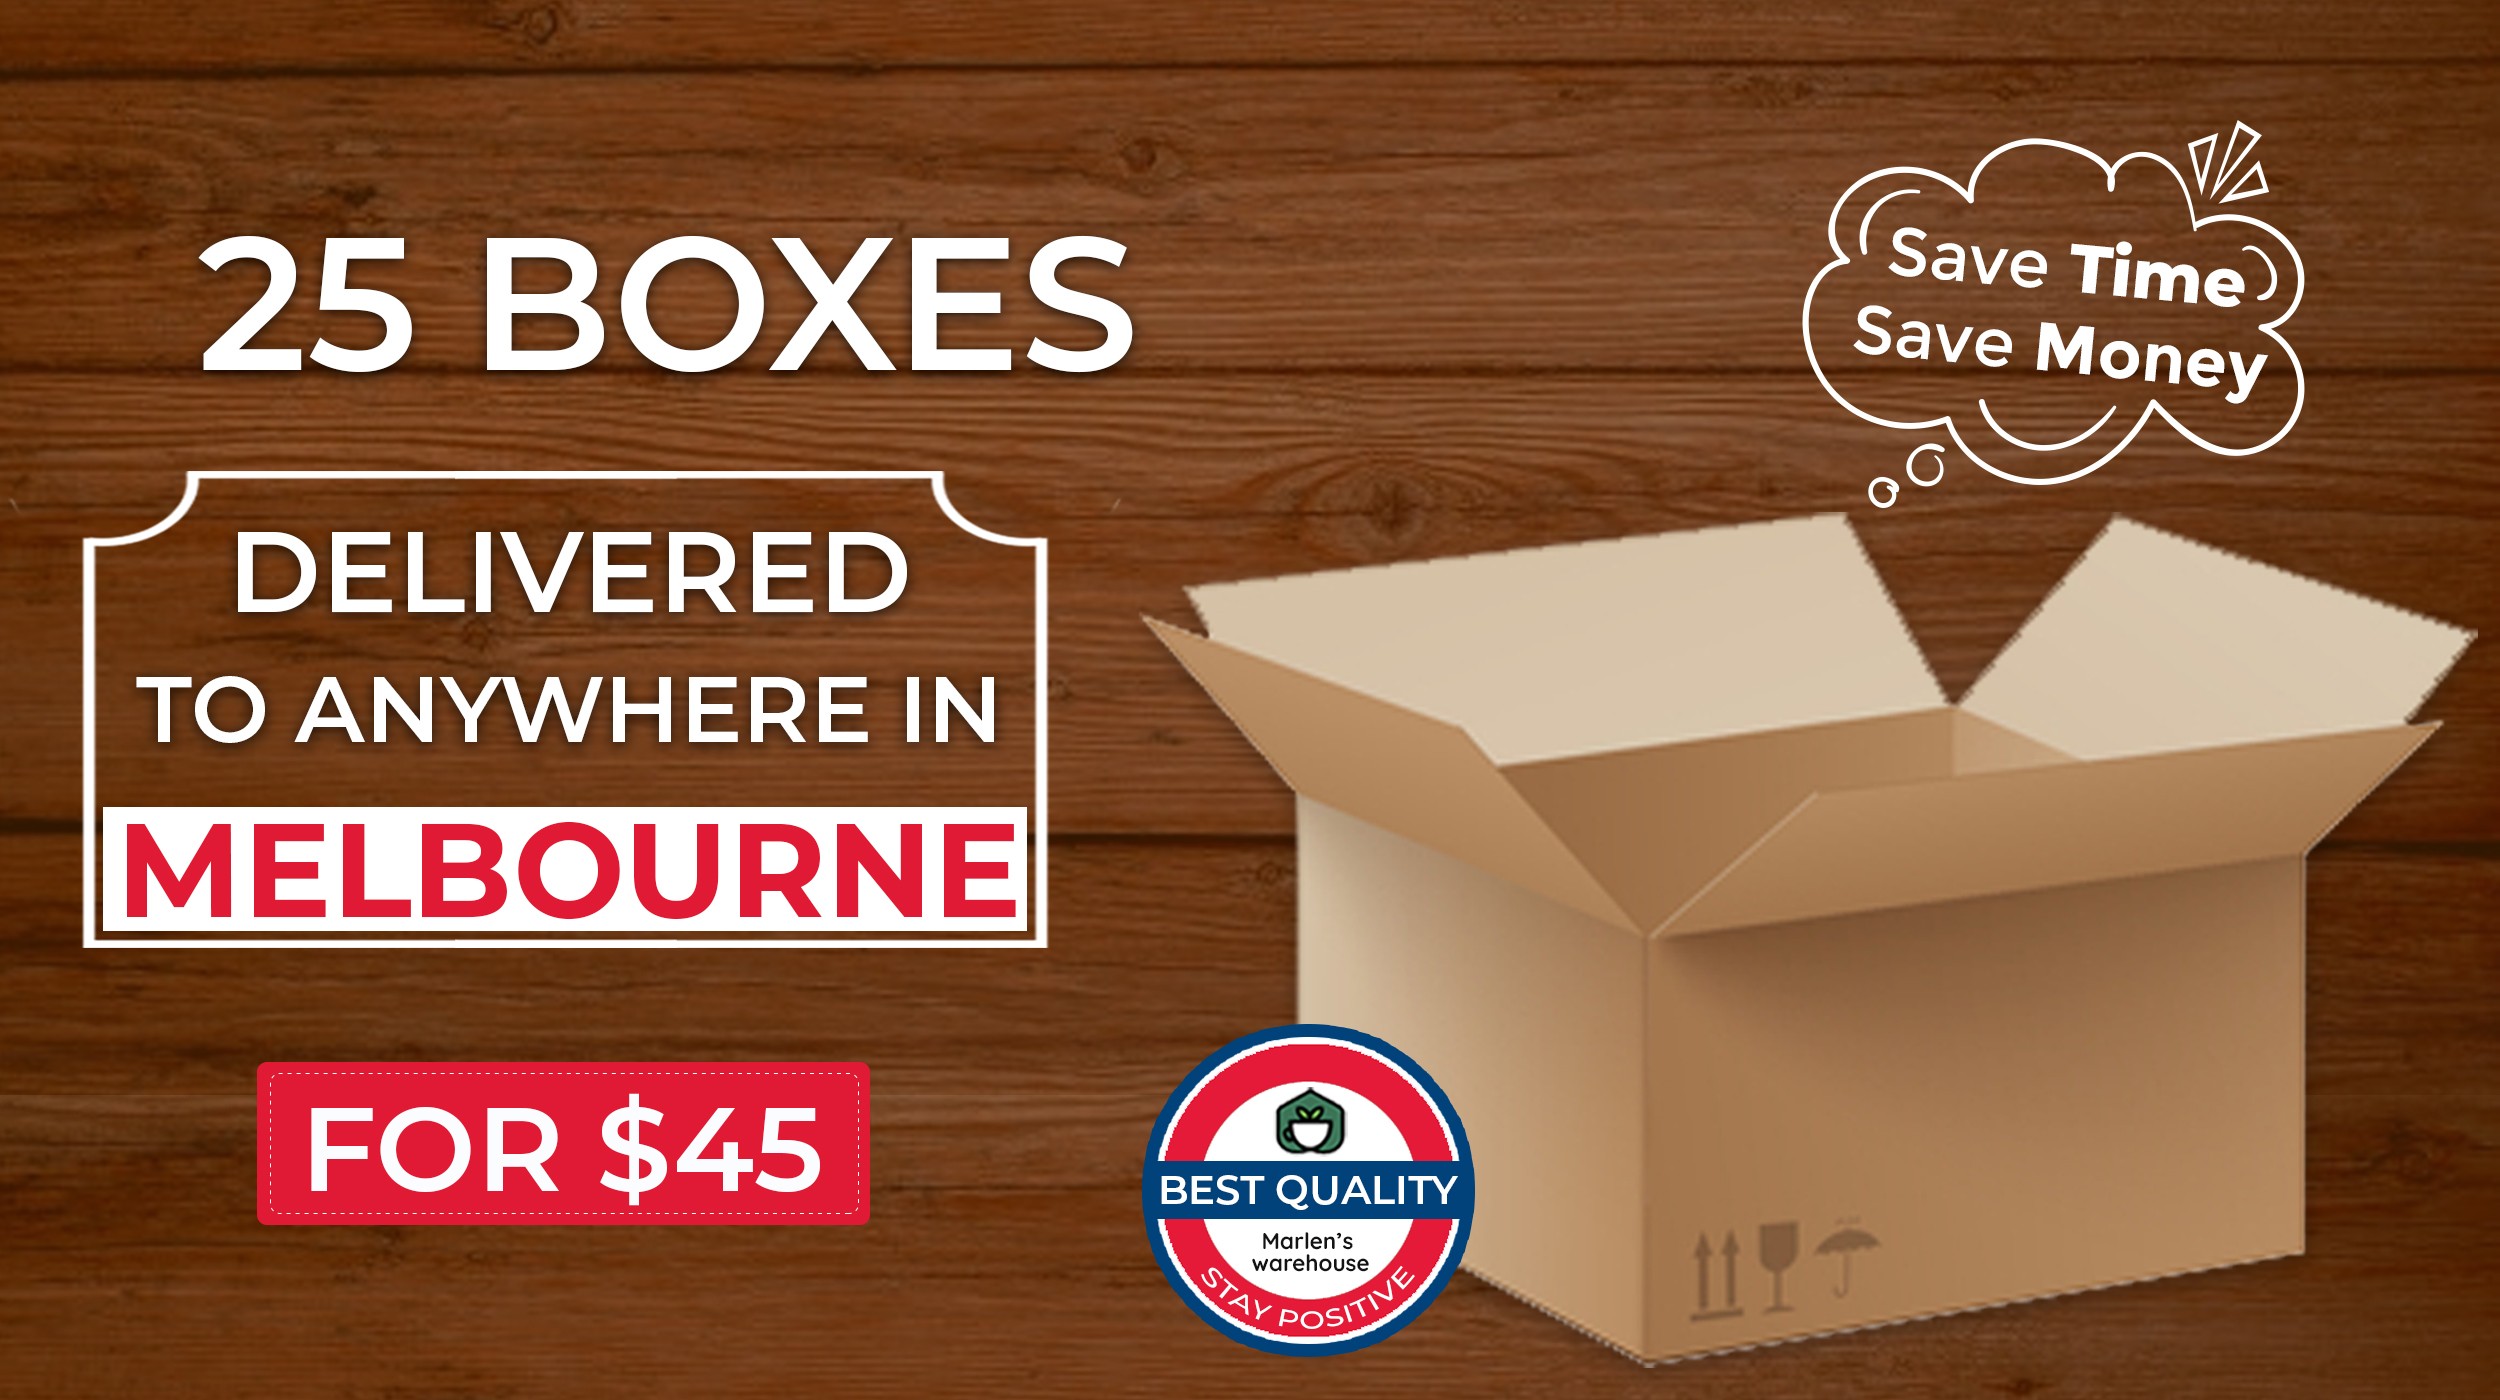 25 BOXES
DELIVERED
TO ANYWHERE IN
MELBOURNE
FOR $45
Save Time
Save Money
BEST QUALITY
Marlen's
warehouse
STAY POSITIVE